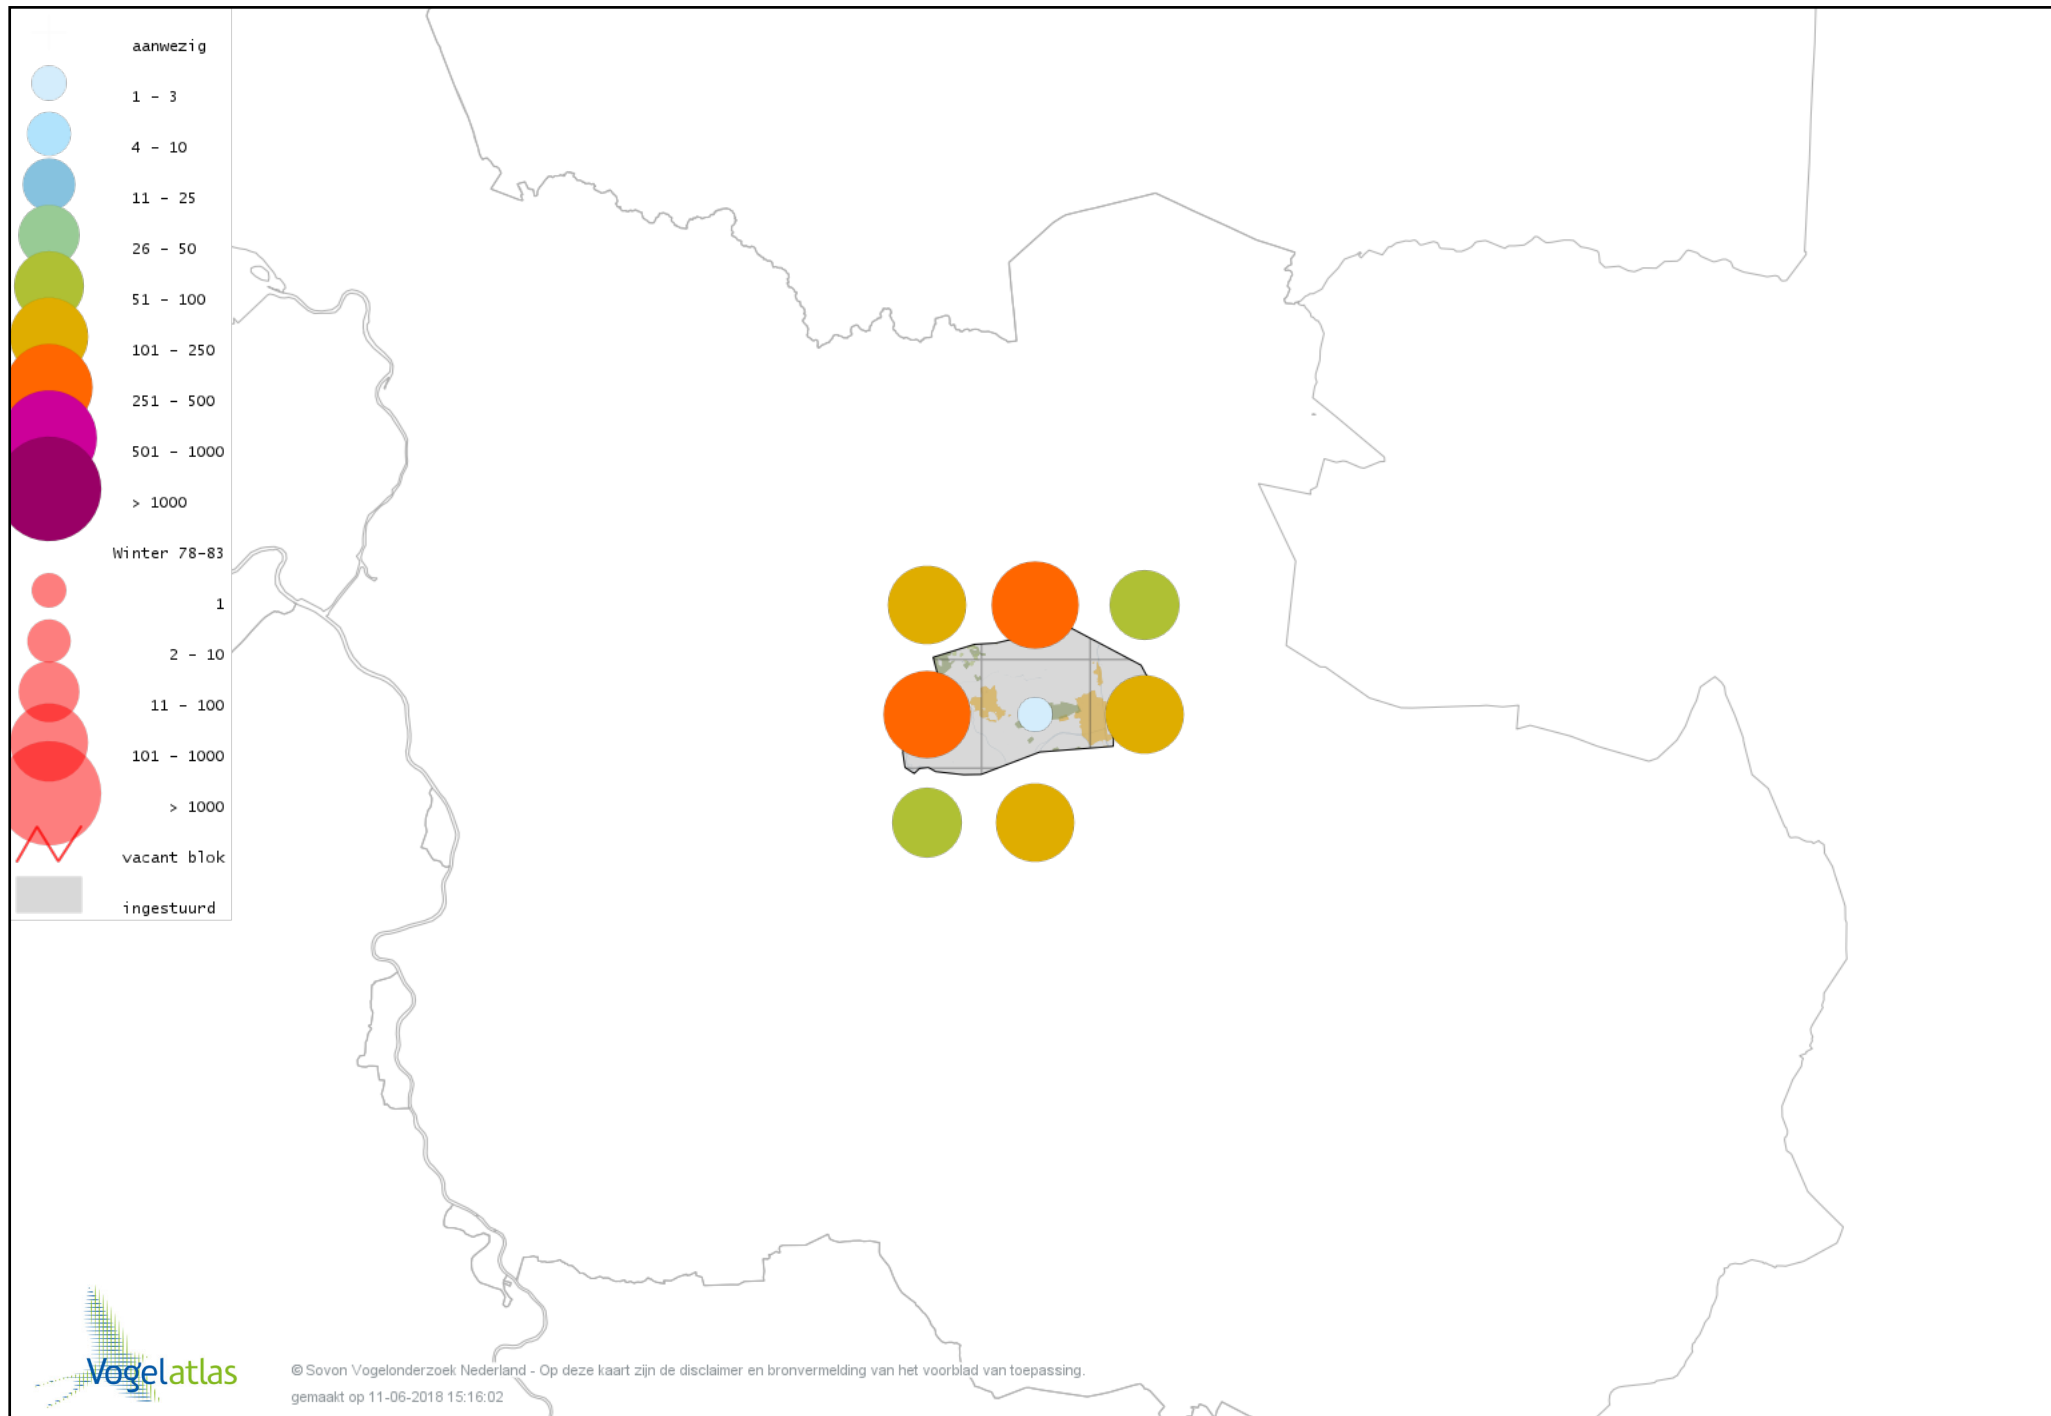 aanwezig
1 - 3
4 - 10
11 - 25
26 - 50
51 - 100
101 - 250
251 - 500
501 - 1000
> 1000
Winter 78-83
1
2 - 10
11 - 100
101 - 1000
> 1000
vacant blok
ingestuurd
Vogelatlas
© Sovon Vogelonderzoek Nederland - Op deze kaart zijn de disclaimer en bronvermelding van het voorblad van toepassing.
gemaakt op 11-06-2018 15:16:02